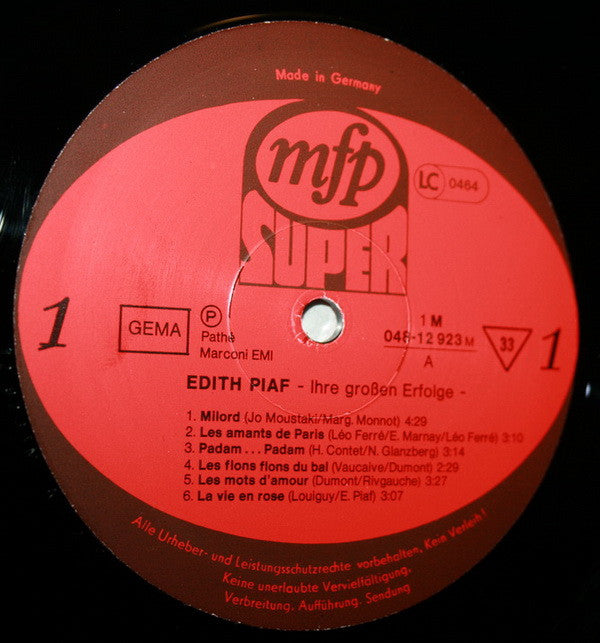 Made in Germany
mfp
SUPER
LC 0464
1
GEMA
P
Pathé
Marconi EMI
1 M
048-12 923 M
A
33
1
EDITH PIAF - Ihre großen Erfolge -
1. Milord (Jo Moustaki/Marg. Monnot) 4:29
2. Les amants de Paris (Léo Ferré/E. Marnay/Léo Ferré) 3:10
3. Padam . . . Padam (H. Contet/N. Glanzberg) 3:14
4. Les flons flons du bal (Vaucaive/Dumont) 2:29
5. Les mots d'amour (Dumont/Rivgauche) 3:27
6. La vie en rose (Louiguy/E. Piaf) 3:07
Alle Urheber- und Leistungsschutzrechte vorbehalten. Kein Verleih!
Keine unerlaubte Vervielfältigung,
Verbreitung, Aufführung, Sendung